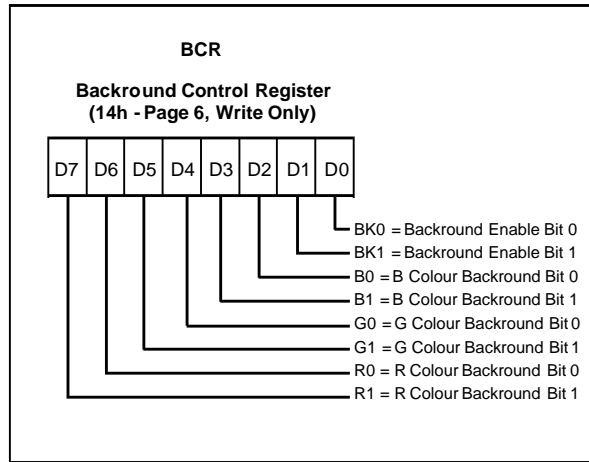 BCR
Backround Control Register
(14h - Page 6, Write Only)
D7 D6 D5 D4 D3 D2 D1 D0
BK0 = Backround Enable Bit 0
BK1 = Backround Enable Bit 1
B0 = B Colour Backround Bit 0
B1 = B Colour Backround Bit 1
G0 = G Colour Backround Bit 0
G1 = G Colour Backround Bit 1
R0 = R Colour Backround Bit 0
R1 = R Colour Backround Bit 1